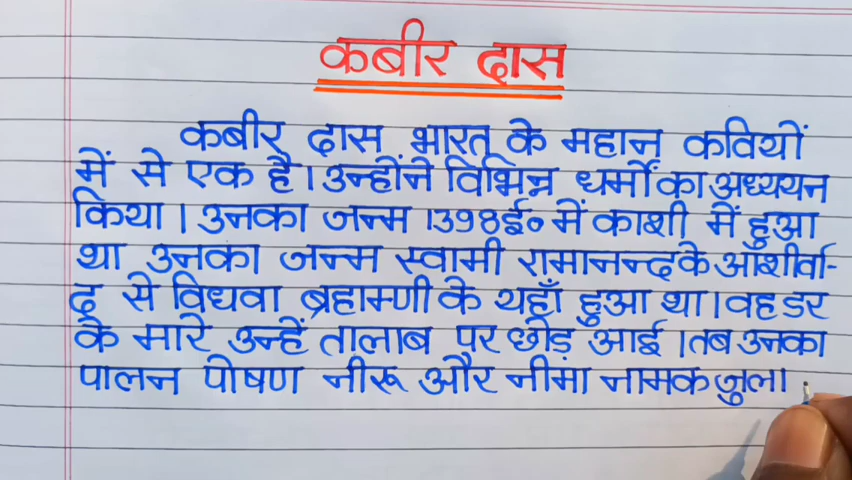 कबीर दास
कबीर दास भारत के महान कवियों
में से एक है। उन्होंने विभिन्न धर्मों का अध्ययन
किया। उनका जन्म 1398ई० में काशी में हुआ
था उनका जन्म स्वामी रामानन्द के आशीर्वा-
द से विधवा ब्रहाम्णी के यहाँ हुआ था। वह डर
के मारे उन्हें तालाब पर छोड़ आई। तब उनका
पालन पोषण नीरू और नीमा नामक जुला